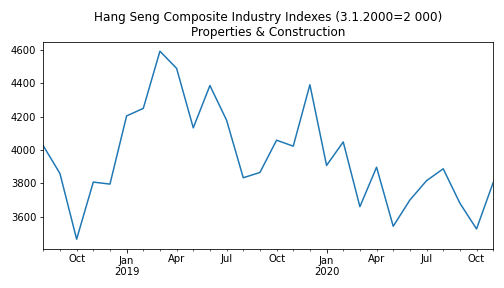 Hang Seng Composite Industry Indexes (3.1.2000=2 000)
Properties & Construction
4600
4400
4200
4000
3800
3600
Oct
Jan
2019
Apr
Jul
Oct
Jan
2020
Apr
Jul
Oct